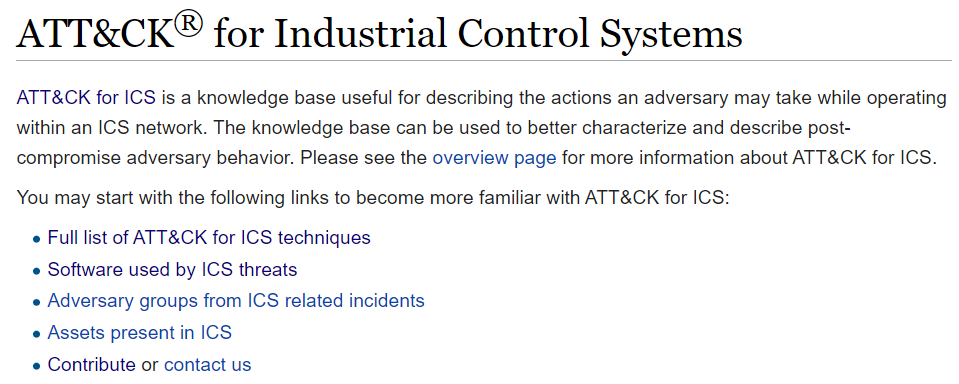 ATT&CK® for Industrial Control Systems
ATT&CK for ICS is a knowledge base useful for describing the actions an adversary may take while operating
within an ICS network. The knowledge base can be used to better characterize and describe post-
compromise adversary behavior. Please see the overview page for more information about ATT&CK for ICS.
You may start with the following links to become more familiar with ATT&CK for ICS:
• Full list of ATT&CK for ICS techniques
• Software used by ICS threats
• Adversary groups from ICS related incidents
• Assets present in ICS
• Contribute or contact us